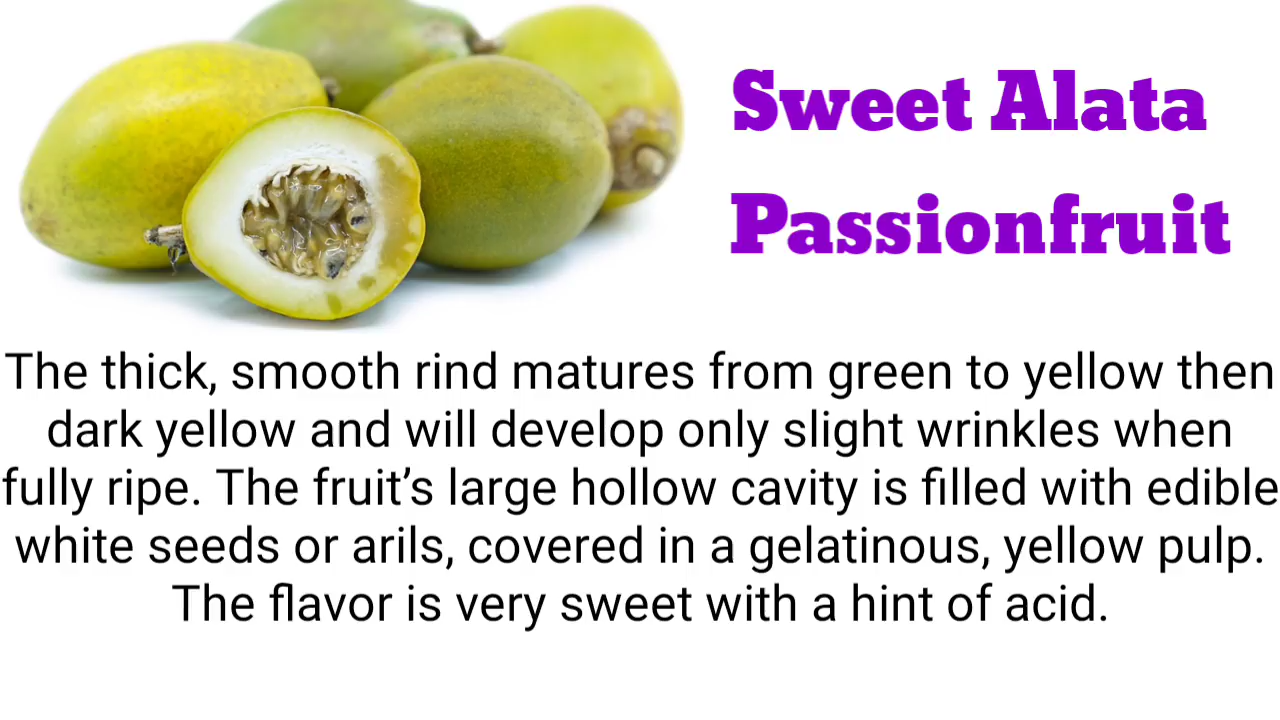 Sweet Alata
Passionfruit
The thick, smooth rind matures from green to yellow then
dark yellow and will develop only slight wrinkles when
fully ripe. The fruit’s large hollow cavity is filled with edible
white seeds or arils, covered in a gelatinous, yellow pulp.
The flavor is very sweet with a hint of acid.